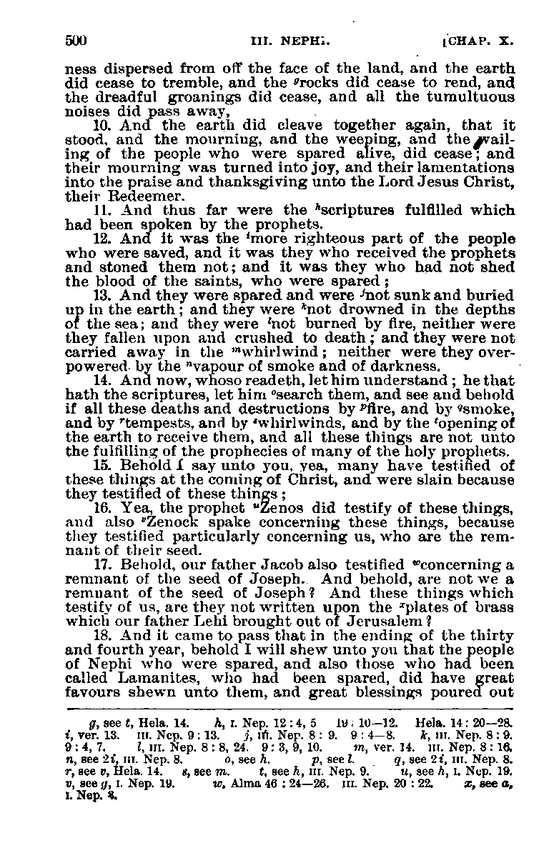 500 III. NEPHI. [CHAP. X.
ness dispersed from off the face of the land, and the earth
did cease to tremble, and the grocks did cease to rend, and
the dreadful groanings did cease, and all the tumultuous
noises did pass away,
10. And the earth did cleave together again, that it
stood, and the mourning, and the weeping, and the wail-
ing of the people who were spared alive, did cease; and
their mourning was turned into joy, and their lamentations
into the praise and thanksgiving unto the Lord Jesus Christ,
their Redeemer.
11. And thus far were the hscriptures fulfilled which
had been spoken by the prophets.
12. And it was the imore righteous part of the people
who were saved, and it was they who received the prophets
and stoned them not; and it was they who had not shed
the blood of the saints, who were spared;
13. And they were spared and were jnot sunk and buried
up in the earth; and they were knot drowned in the depths
of the sea; and they were lnot burned by fire, neither were
they fallen upon and crushed to death; and they were not
carried away in the mwhirlwind; neither were they over-
powered by the nvapour of smoke and of darkness.
14. And now, whoso readeth, let him understand; he that
hath the scriptures, let him osearch them, and see and behold
if all these deaths and destructions by pfire, and by qsmoke,
and by rtempests, and by swhirlwinds, and by the topening of
the earth to receive them, and all these things are not unto
the fulfilling of the prophecies of many of the holy prophets.
15. Behold I say unto you, yea, many have testified of
these things at the coming of Christ, and were slain because
they testified of these things;
16. Yea, the prophet uZenos did testify of these things,
and also vZenock spake concerning these things, because
they testified particularly concerning us, who are the rem-
nant of their seed.
17. Behold, our father Jacob also testified wconcerning a
remnant of the seed of Joseph. And behold, are not we a
remnant of the seed of Joseph? And these things which
testify of us, are they not written upon the xplates of brass
which our father Lehi brought out of Jerusalem?
18. And it came to pass that in the ending of the thirty
and fourth year, behold I will shew unto you that the people
of Nephi who were spared, and also those who had been
called Lamanites, who had been spared, did have great
favours shewn unto them, and great blessings poured out
g, see t, Hela. 14. h, I. Nep. 12:4, 5 19:10—12. Hela. 14:20—28.
i, ver. 13. III. Nep. 9:13. j, III. Nep. 8:9. 9:4—8. k, III. Nep. 8:9.
9:4, 7. l, III. Nep. 8:8, 24. 9:3, 9, 10. m, ver. 14. III. Nep. 8:16.
n, see 2i, III. Nep. 8. o, see h. p, see l. q, see 2i, III. Nep. 8.
r, see v, Hela. 14. s, see m. t, see h, III. Nep. 9. u, see h, I. Nep. 19.
v, see g, I. Nep. 19. w, Alma 46:24—26. III. Nep. 20:22. x, see a,
I. Nep. 3.